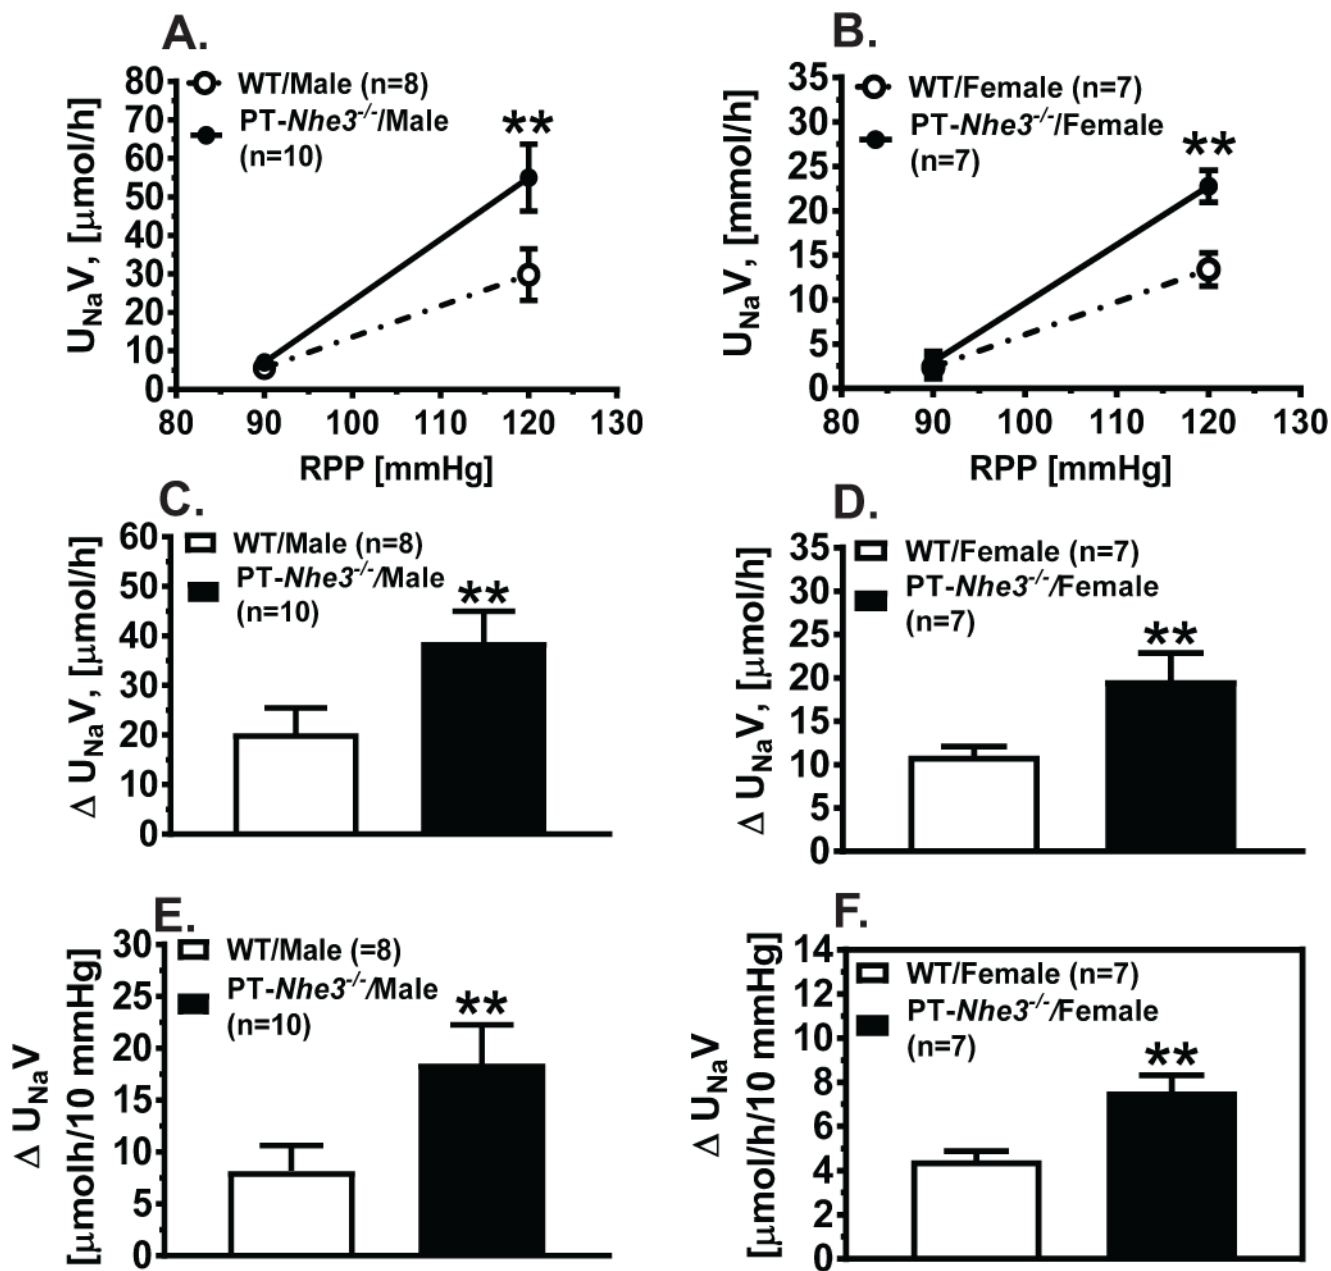 A.
80
70
60
50
40
30
20
10
0
U_NaV, [µmol/h]
WT/Male (n=8)
PT-Nhe3-/-/Male
(n=10)
**
80 90 100 110 120 130
RPP [mmHg]
B.
35
30
25
20
15
10
5
0
U_NaV, [mmol/h]
WT/Female (n=7)
PT-Nhe3-/-/Female
(n=7)
**
80 90 100 110 120 130
RPP [mmHg]
C.
60
50
40
30
20
10
0
Δ U_NaV, [µmol/h]
WT/Male (n=8)
PT-Nhe3-/-/Male
(n=10)
**
D.
35
30
25
20
15
10
5
0
Δ U_NaV, [µmol/h]
WT/Female (n=7)
PT-Nhe3-/-/Female
(n=7)
**
E.
30
25
20
15
10
5
0
Δ U_NaV
[µmolh/10 mmHg]
WT/Male (=8)
PT-Nhe3-/-/Male
(n=10)
**
F.
14
12
10
8
6
4
2
0
Δ U_NaV
[µmol/h/10 mmHg]
WT/Female (n=7)
PT-Nhe3-/-/Female
(n=7)
**